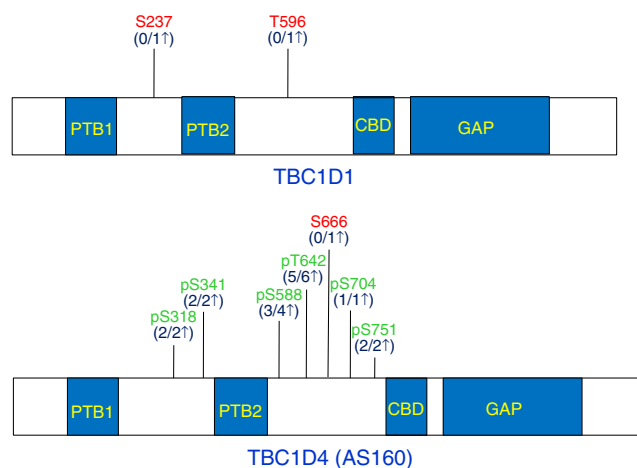 S237
(0/1↑)
T596
(0/1↑)
PTB1
PTB2
CBD
GAP
TBC1D1
S666
(0/1↑)
pT642
(5/6↑)
pS341
(2/2↑)
pS704
(1/1↑)
pS588
(3/4↑)
pS318
(2/2↑)
pS751
(2/2↑)
PTB1
PTB2
CBD
GAP
TBC1D4 (AS160)